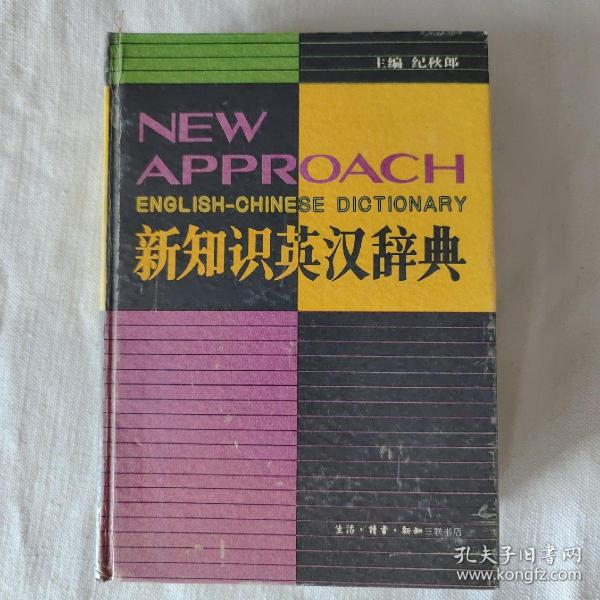 主编 纪秋郎
NEW
APPROACH
ENGLISH-CHINESE DICTIONARY
新知识英汉辞典
生活·读书·新知三联书店
孔夫子旧书网
www.kongfz.com